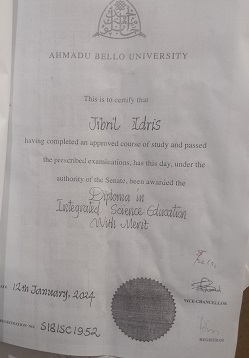 AHMADU BELLO UNIVERSITY
This is to certify that
Jibril Idris
having completed an approved course of study and passed
the prescribed examinations, has this day, under the
authority of the Senate, been awarded the
Diploma in
Integrated Science Education
With Merit
12th January, 2024
VICE-CHANCELLOR
REGISTRAR